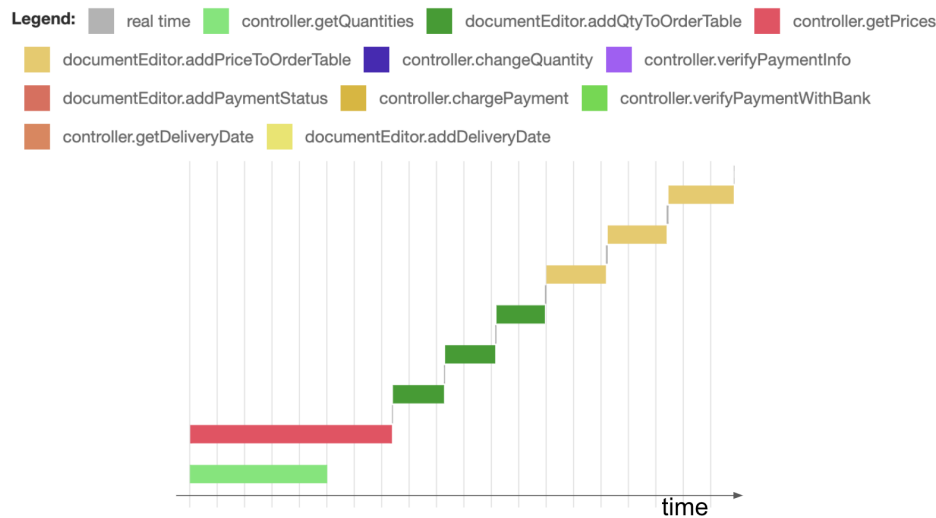 Legend: real time controller.getQuantities documentEditor.addQtyToOrderTable controller.getPrices
documentEditor.addPriceToOrderTable controller.changeQuantity controller.verifyPaymentInfo
documentEditor.addPaymentStatus controller.chargePayment controller.verifyPaymentWithBank
controller.getDeliveryDate documentEditor.addDeliveryDate
time